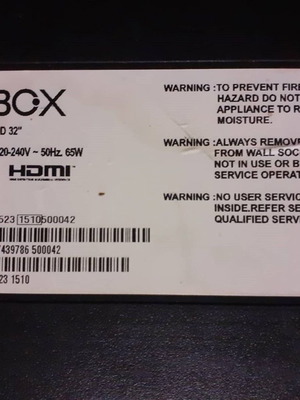 BOX
WARNING :TO PREVENT FIRE
D 32"
HAZARD DO NOT
APPLIANCE TO R
20-240V ~ 50Hz. 65W
MOISTURE.
HDMI
WARNING :ALWAYS REMOVE
FROM WALL SOC
NOT IN USE OR B
SERVICE OPERAT
WARNING :NO USER SERVIC
INSIDE.REFER SE
QUALIFIED SERV
523 1510 500042
7439786 500042
23 1510